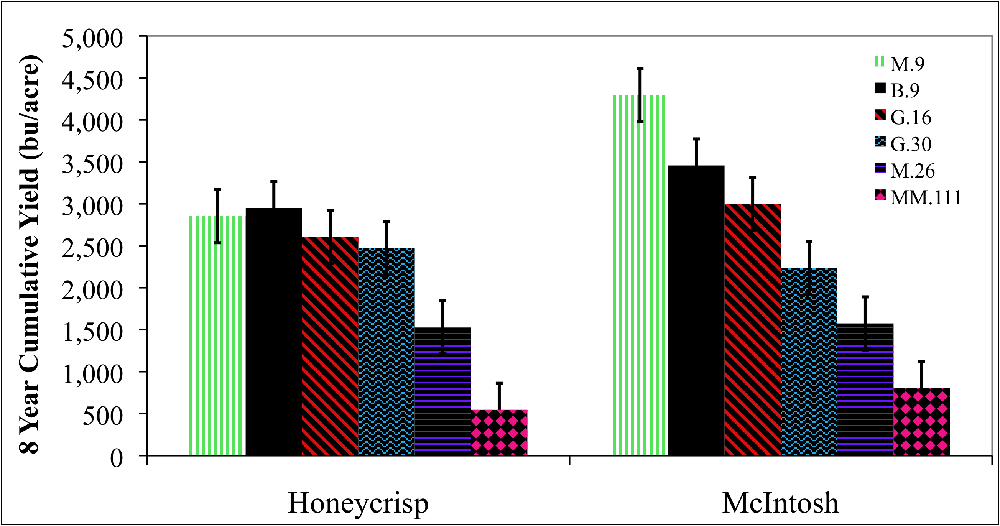 8 Year Cumulative Yield (bu/acre)
5,000
4,500
4,000
3,500
3,000
2,500
2,000
1,500
1,000
500
0
M.9
B.9
G.16
G.30
M.26
MM.111
Honeycrisp
McIntosh